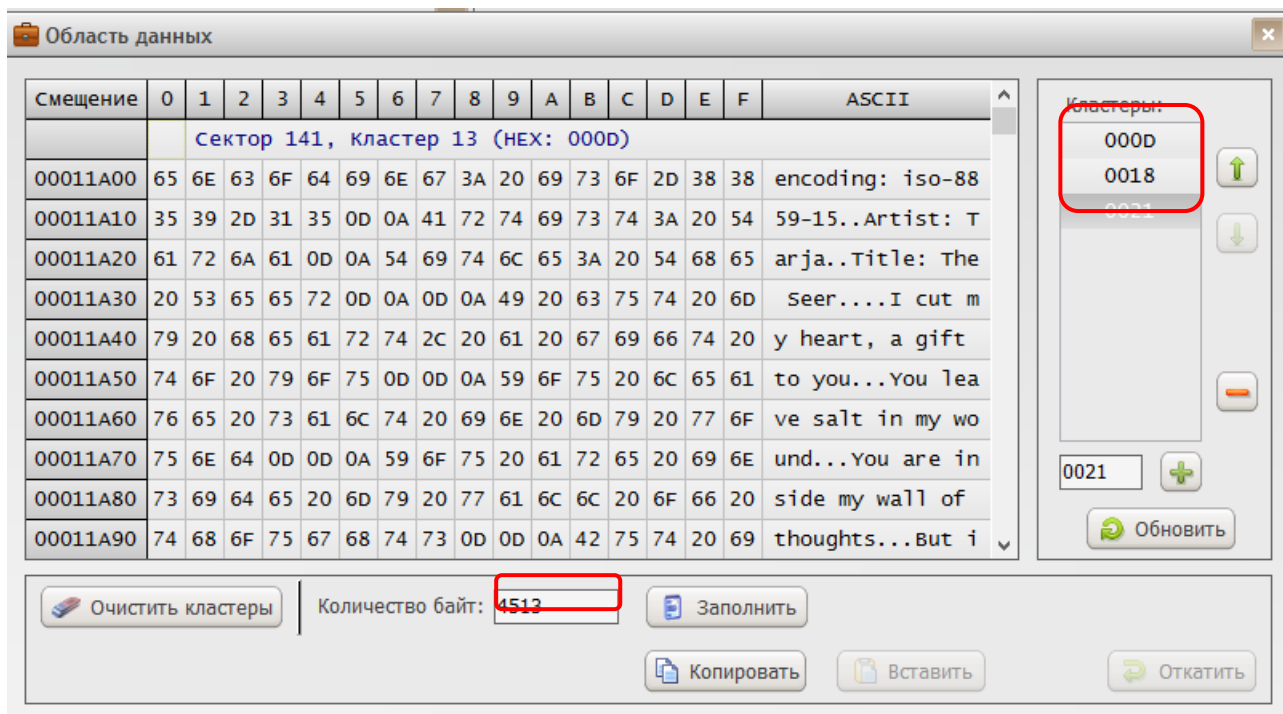 Область данных
Смещение 0 1 2 3 4 5 6 7 8 9 A B C D E F ASCII
Сектор 141, Кластер 13 (HEX: 000D)
00011A00 65 6E 63 6F 64 69 6E 67 3A 20 69 73 6F 2D 38 38 encoding: iso-88
00011A10 35 39 2D 31 35 0D 0A 41 72 74 69 73 74 3A 20 54 59-15..Artist: T
00011A20 61 72 6A 61 0D 0A 54 69 74 6C 65 3A 20 54 68 65 arja..Title: The
00011A30 20 53 65 65 72 0D 0A 0D 0A 49 20 63 75 74 20 6D Seer....I cut m
00011A40 79 20 68 65 61 72 74 2C 20 61 20 67 69 66 74 20 y heart, a gift
00011A50 74 6F 20 79 6F 75 0D 0D 0A 59 6F 75 20 6C 65 61 to you...You lea
00011A60 76 65 20 73 61 6C 74 20 69 6E 20 6D 79 20 77 6F ve salt in my wo
00011A70 75 6E 64 0D 0D 0A 59 6F 75 20 61 72 65 20 69 6E und...You are in
00011A80 73 69 64 65 20 6D 79 20 77 61 6C 6C 20 6F 66 20 side my wall of
00011A90 74 68 6F 75 67 68 74 73 0D 0D 0A 42 75 74 20 69 thoughts...But i
Кластеры:
000D
0018
0021
0021
Обновить
Очистить кластеры
Количество байт: 4513
Заполнить
Копировать
Вставить
Откатить